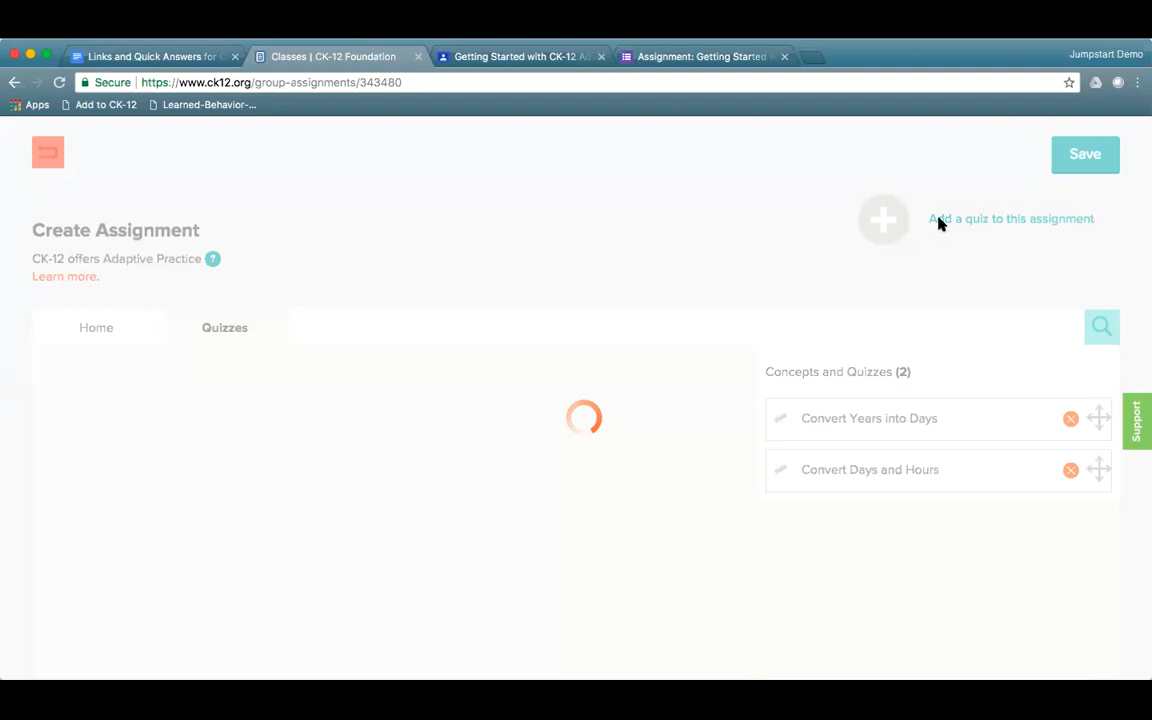 Jumpstart Demo
Links and Quick Answers for
Classes | CK-12 Foundation
Getting Started with CK-12 Ad
Assignment: Getting Started
Secure
https://www.ck12.org/group-assignments/343480
Apps
Add to CK-12
Learned-Behavior-...
Save
Add a quiz to this assignment
Create Assignment
CK-12 offers Adaptive Practice ?
Learn more.
Home
Quizzes
Concepts and Quizzes (2)
Convert Years into Days
Convert Days and Hours
Support